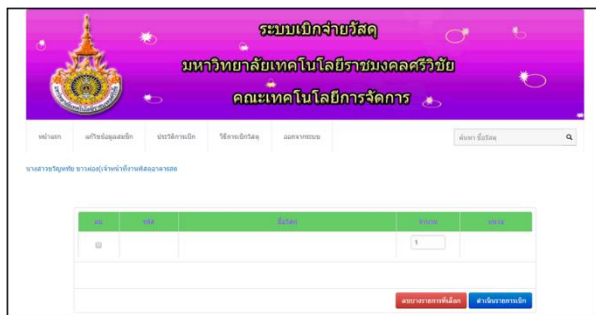 ระบบเบิกจ่ายวัสดุ
มหาวิทยาลัยเทคโนโลยีราชมงคลศรีวิชัย
คณะเทคโนโลยีการจัดการ
หน้าแรก แก้ไขข้อมูลสมาชิก ประวัติการเบิก วิธีการเบิกวัสดุ ออกจากระบบ ค้นหา ชื่อวัสดุ
ลบ รหัส ชื่อวัสดุ จำนวน
1
ลบบางรายการที่เลือก ดำเนินรายการเบิก